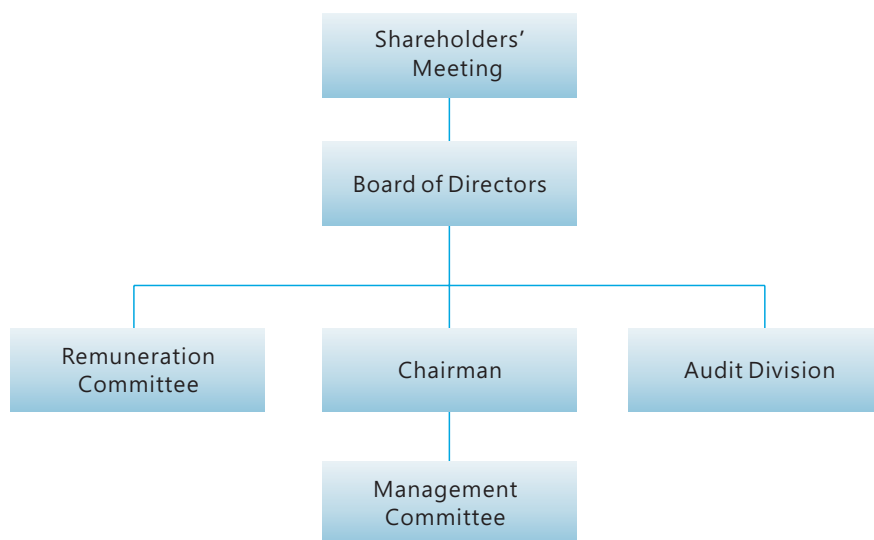 Shareholders’
Meeting
Board of Directors
Remuneration
Committee
Chairman
Audit Division
Management
Committee